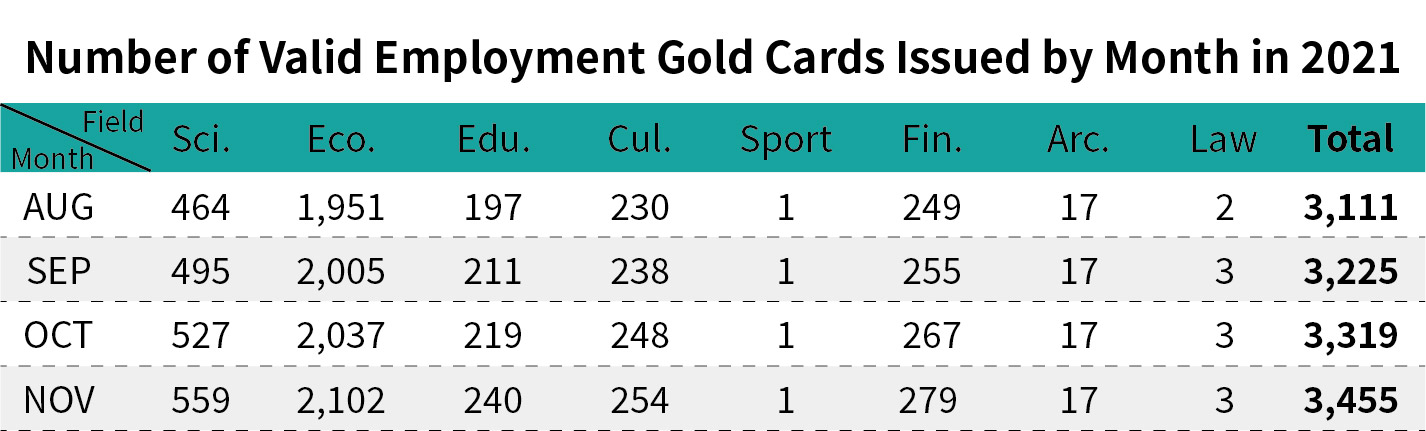 Number of Valid Employment Gold Cards Issued by Month in 2021
Field Month Sci. Eco. Edu. Cul. Sport Fin. Arc. Law Total
AUG 464 1,951 197 230 1 249 17 2 3,111
SEP 495 2,005 211 238 1 255 17 3 3,225
OCT 527 2,037 219 248 1 267 17 3 3,319
NOV 559 2,102 240 254 1 279 17 3 3,455